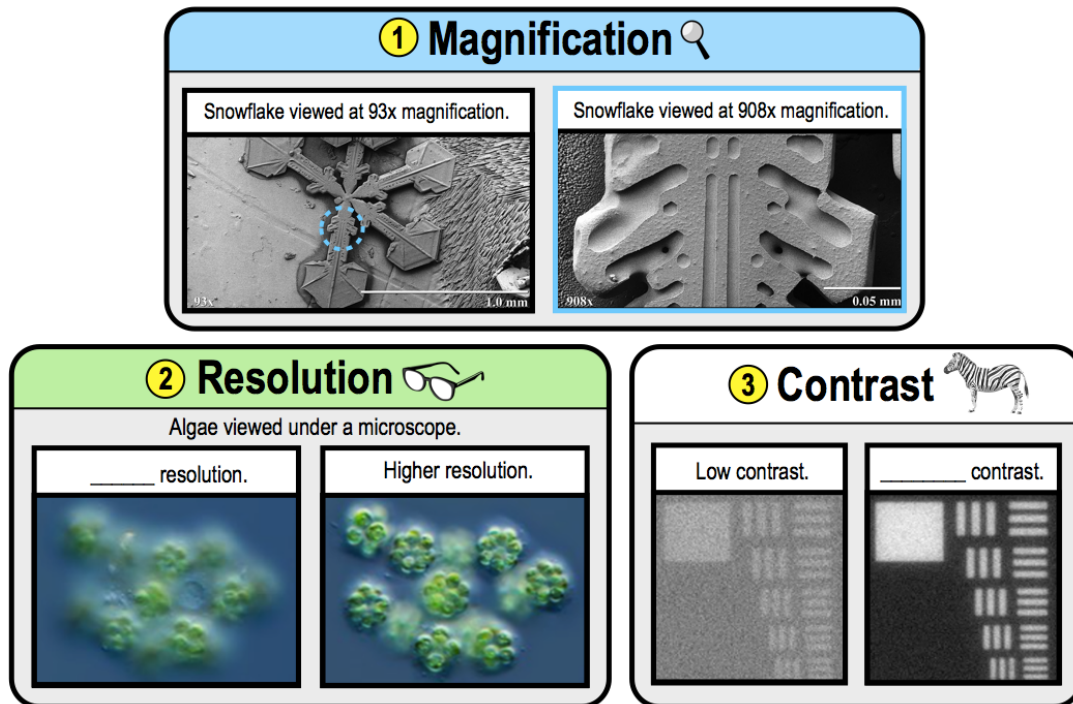 1 Magnification
Snowflake viewed at 93x magnification.
Snowflake viewed at 908x magnification.
93x
1.0 mm
908x
0.05 mm
2 Resolution
Algae viewed under a microscope.
______ resolution.
Higher resolution.
3 Contrast
Low contrast.
________ contrast.